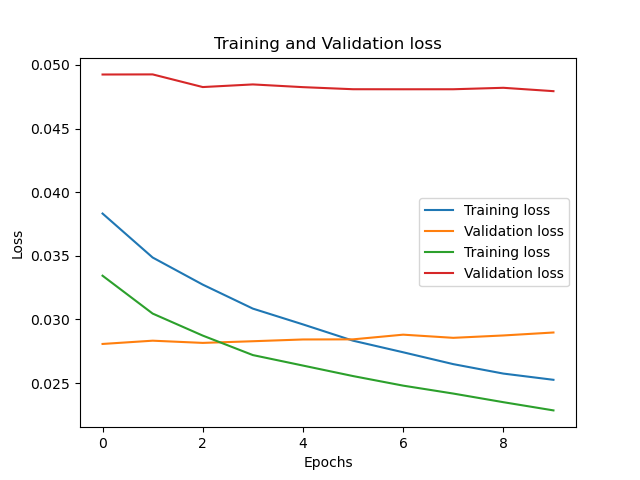 Training and Validation loss
0.050
0.045
0.040
0.035
0.030
0.025
Loss
Training loss
Validation loss
Training loss
Validation loss
0 2 4 6 8
Epochs